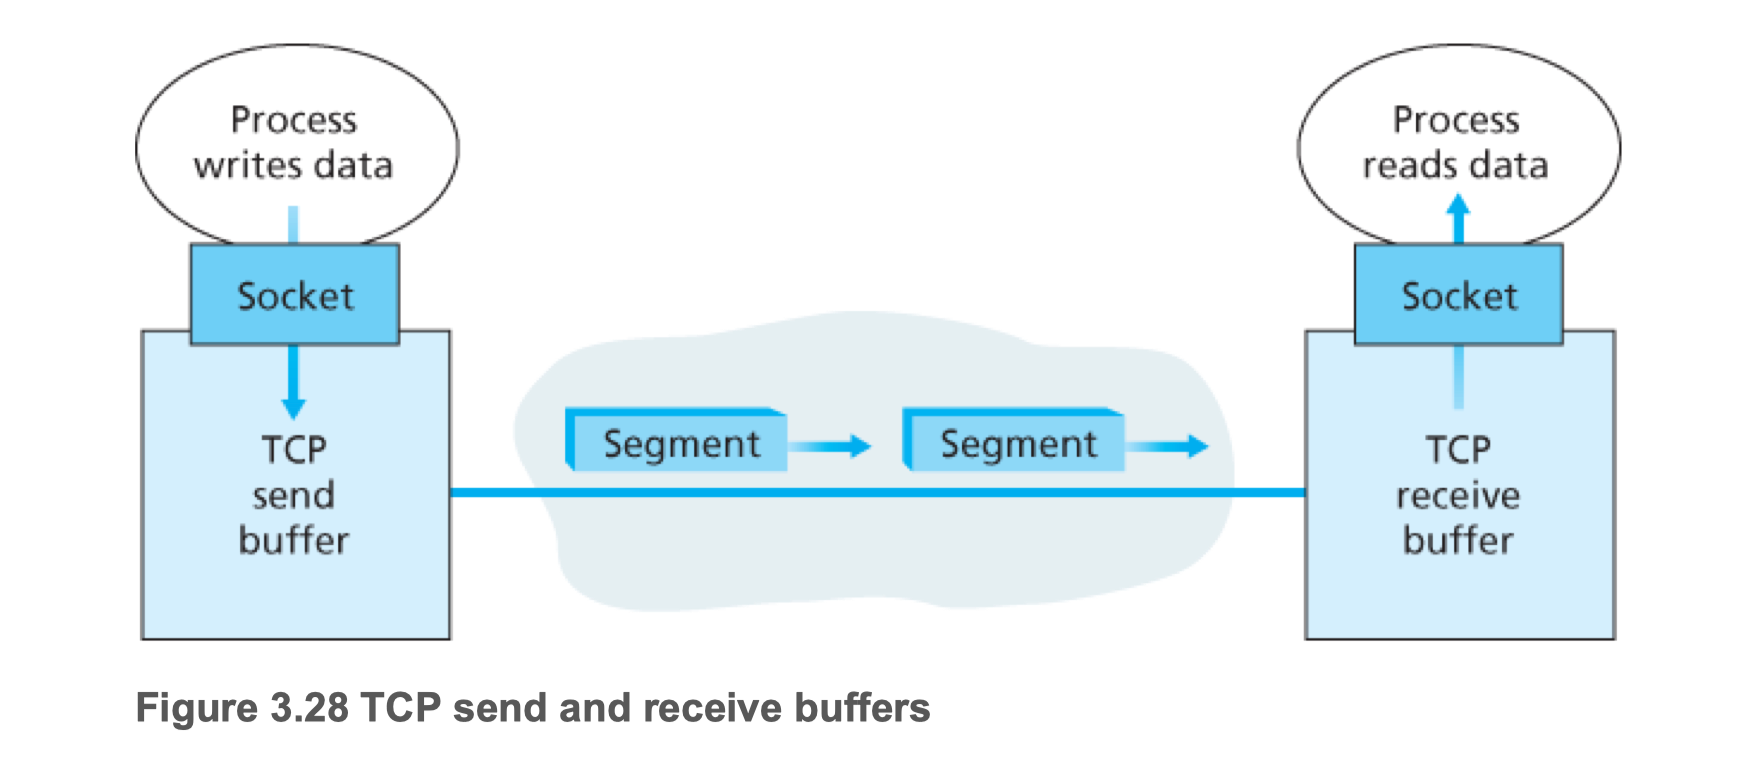 Process
writes data
Process
reads data
Socket
Socket
Segment
Segment
TCP
send
buffer
TCP
receive
buffer
Figure 3.28 TCP send and receive buffers